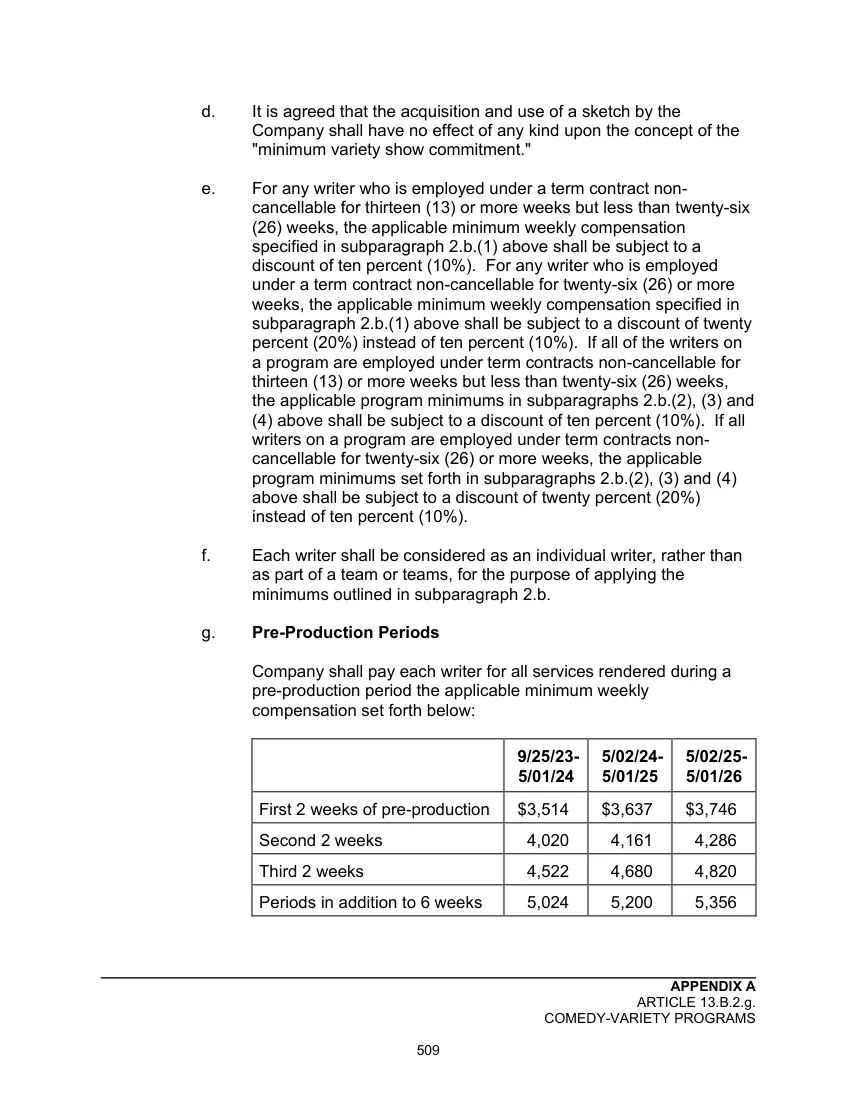 d. It is agreed that the acquisition and use of a sketch by the
Company shall have no effect of any kind upon the concept of the
"minimum variety show commitment."
e. For any writer who is employed under a term contract non-
cancellable for thirteen (13) or more weeks but less than twenty-six
(26) weeks, the applicable minimum weekly compensation
specified in subparagraph 2.b.(1) above shall be subject to a
discount of ten percent (10%).  For any writer who is employed
under a term contract non-cancellable for twenty-six (26) or more
weeks, the applicable minimum weekly compensation specified in
subparagraph 2.b.(1) above shall be subject to a discount of twenty
percent (20%) instead of ten percent (10%).  If all of the writers on
a program are employed under term contracts non-cancellable for
thirteen (13) or more weeks but less than twenty-six (26) weeks,
the applicable program minimums in subparagraphs 2.b.(2), (3) and
(4) above shall be subject to a discount of ten percent (10%).  If all
writers on a program are employed under term contracts non-
cancellable for twenty-six (26) or more weeks, the applicable
program minimums set forth in subparagraphs 2.b.(2), (3) and (4)
above shall be subject to a discount of twenty percent (20%)
instead of ten percent (10%).
f. Each writer shall be considered as an individual writer, rather than
as part of a team or teams, for the purpose of applying the
minimums outlined in subparagraph 2.b.
g. Pre-Production Periods
Company shall pay each writer for all services rendered during a
pre-production period the applicable minimum weekly
compensation set forth below:
9/25/23- 5/02/24- 5/02/25-
5/01/24 5/01/25 5/01/26
First 2 weeks of pre-production $3,514 $3,637 $3,746
Second 2 weeks 4,020 4,161 4,286
Third 2 weeks 4,522 4,680 4,820
Periods in addition to 6 weeks 5,024 5,200 5,356
APPENDIX A
ARTICLE 13.B.2.g.
COMEDY-VARIETY PROGRAMS
509